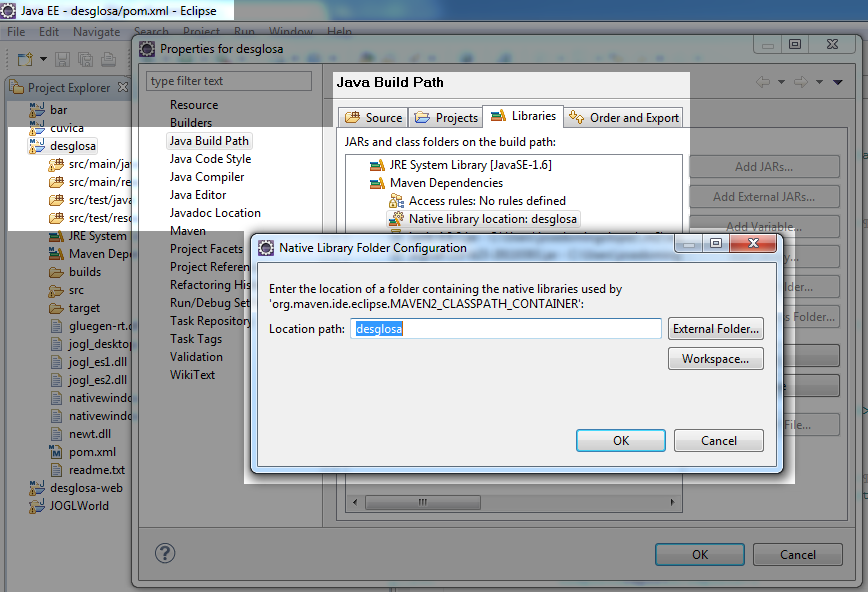 Java EE - desglosa/pom.xml - Eclipse
File Edit Navigate Search Project Run Window Help
Properties for desglosa
Project Explorer
bar
cuvica
desglosa
src/main/ja
src/main/re
src/test/java
src/test/reso
JRE System
Maven Depe
builds
src
target
gluegen-rt.d
jogl_desktop
jogl_es1.dll
jogl_es2.dll
nativewindo
nativewindo
newt.dll
pom.xml
readme.txt
desglosa-web
JOGLWorld
type filter text
Resource
Builders
Java Build Path
Java Code Style
Java Compiler
Java Editor
Javadoc Location
Maven
Project Facets
Project Referen
Refactoring His
Run/Debug Set
Task Repository
Task Tags
Validation
WikiText
Java Build Path
Source Projects Libraries Order and Export
JARs and class folders on the build path:
JRE System Library [JavaSE-1.6]
Maven Dependencies
Access rules: No rules defined
Native library location: desglosa
Add JARs...
Add External JARs...
Add Variable...
Native Library Folder Configuration
Enter the location of a folder containing the native libraries used by
'org.maven.ide.eclipse.MAVEN2_CLASSPATH_CONTAINER':
Location path: desglosa External Folder...
Workspace...
OK Cancel
OK Cancel